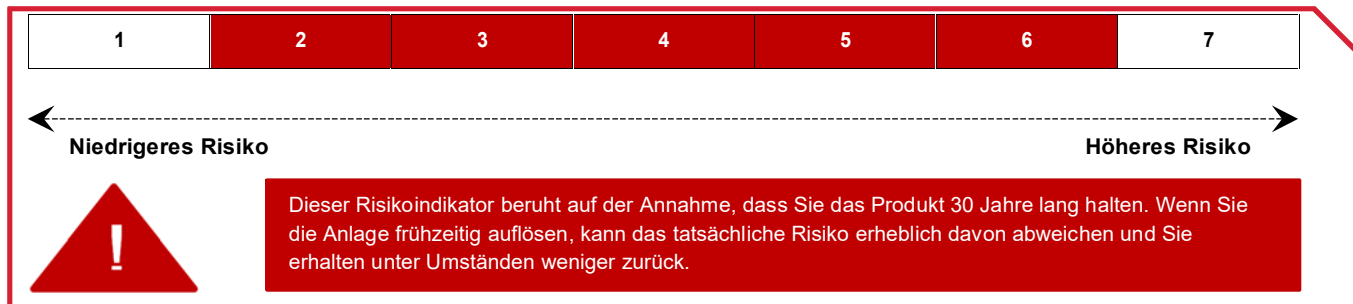 1 2 3 4 5 6 7
Niedrigeres Risiko Höheres Risiko
!
Dieser Risikoindikator beruht auf der Annahme, dass Sie das Produkt 30 Jahre lang halten. Wenn Sie
die Anlage frühzeitig auflösen, kann das tatsächliche Risiko erheblich davon abweichen und Sie
erhalten unter Umständen weniger zurück.